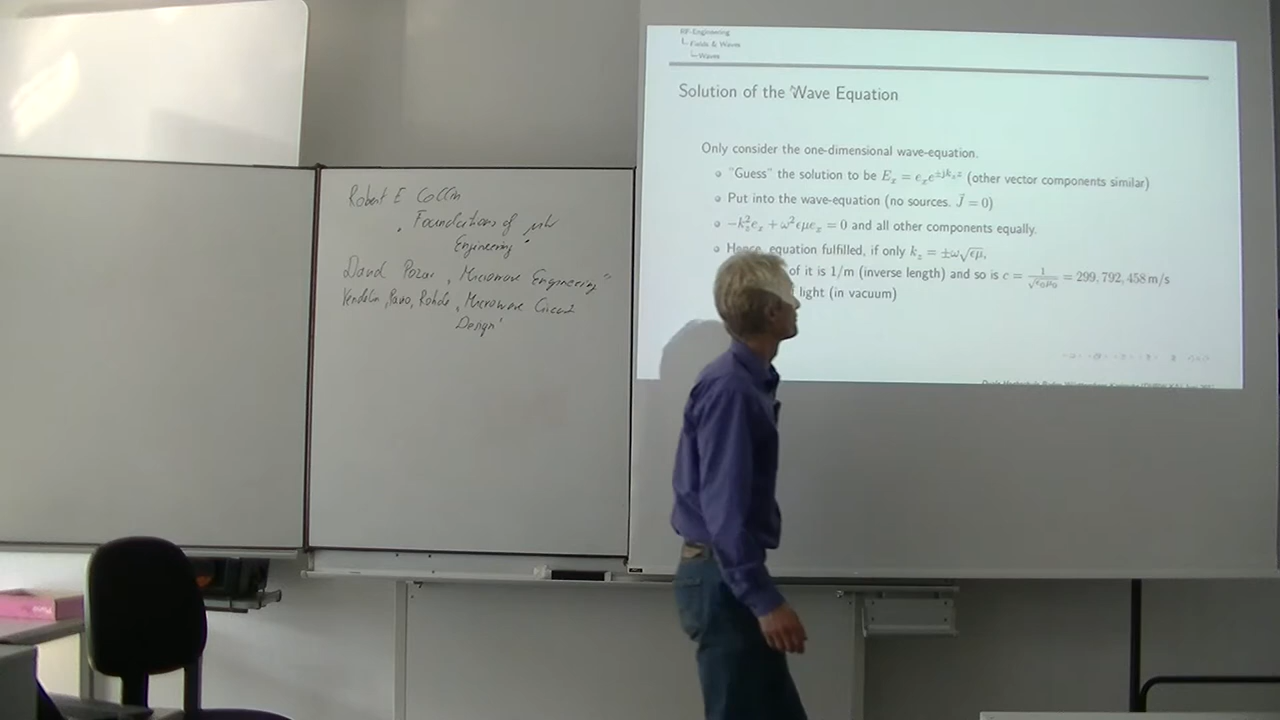 Robert E Collin
„Foundations of μW
Engineering"
David Pozar „Microwave Engineering"
Vendelin, Pavio, Rohde „Microwave Circuit
Design"
RF-Engineering
Fields & Waves
Waves
Solution of the Wave Equation
Only consider the one-dimensional wave-equation.
"Guess" the solution to be $E_x = e_x e^{\pm jk_z z}$ (other vector components similar)
Put into the wave-equation (no sources, $\vec{J} = 0$)
$-k_z^2 e_x + \omega^2 \epsilon\mu e_x = 0$ and all other components equally.
Hence, equation fulfilled, if only $k_z = \pm\omega\sqrt{\epsilon\mu}$,
of it is 1/m (inverse length) and so is $c = \frac{1}{\sqrt{\epsilon_0\mu_0}} = 299,792,458$ m/s
light (in vacuum)